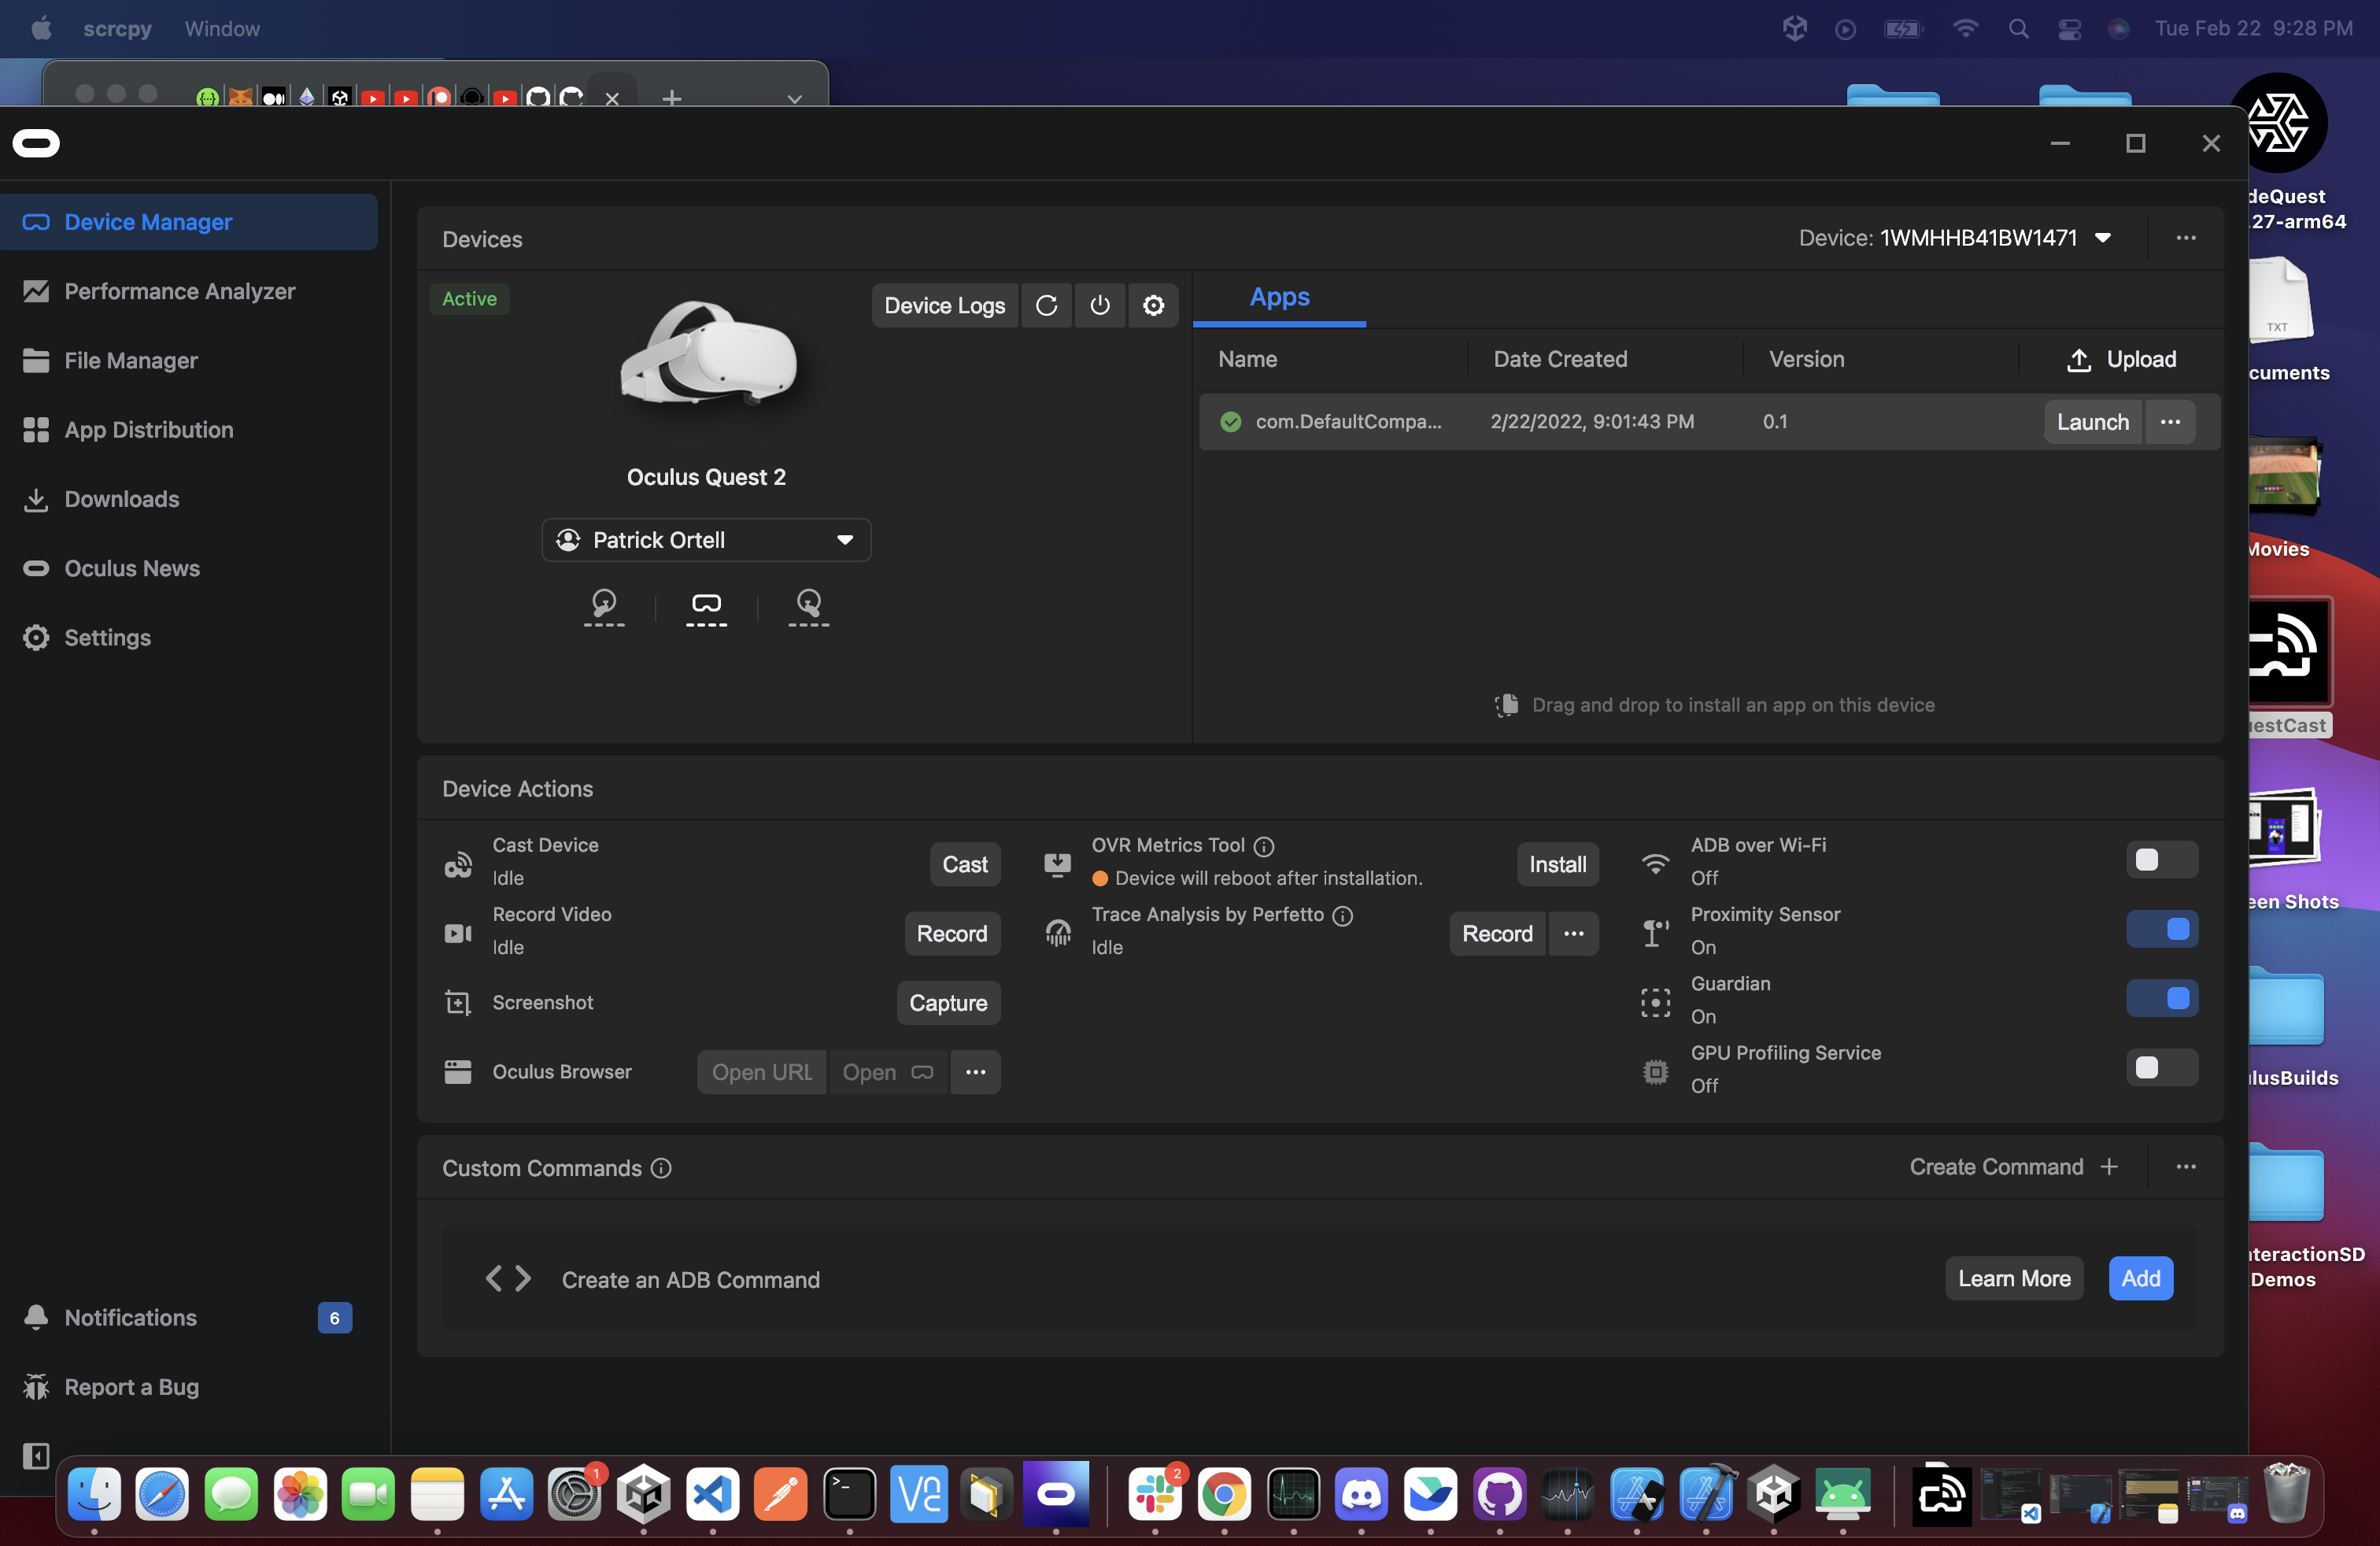 scrcpy Window Tue Feb 22 9:28 PM
Device Manager
Performance Analyzer
File Manager
App Distribution
Downloads
Oculus News
Settings
Notifications 6
Report a Bug
Devices
Device: 1WMHHB41BW1471
Active
Device Logs
Oculus Quest 2
Patrick Ortell
Apps
Name Date Created Version Upload
com.DefaultCompa... 2/22/2022, 9:01:43 PM 0.1 Launch
Drag and drop to install an app on this device
Device Actions
Cast Device
Idle
Cast
Record Video
Idle
Record
Screenshot
Capture
Oculus Browser
Open URL Open
OVR Metrics Tool
Device will reboot after installation.
Install
Trace Analysis by Perfetto
Idle
Record
ADB over Wi-Fi
Off
Proximity Sensor
On
Guardian
On
GPU Profiling Service
Off
Custom Commands
Create Command +
Create an ADB Command
Learn More Add
deQuest
.27-arm64
TXT
cuments
Movies
estCast
een Shots
lusBuilds
nteractionSD
Demos
1
2